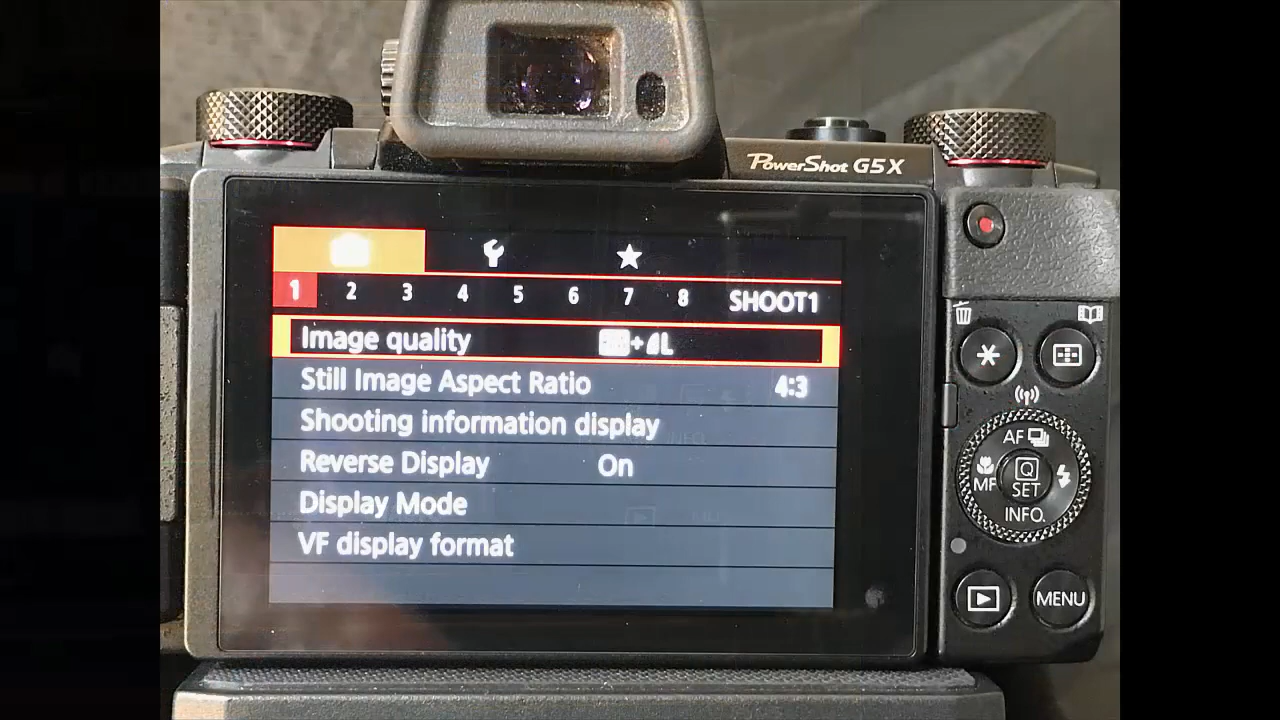 PowerShot G5 X
1 2 3 4 5 6 7 8 SHOOT1
Image quality +L
Still Image Aspect Ratio 4:3
Shooting information display
Reverse Display On
Display Mode
VF display format
AF
MF
Q
SET
INFO.
MENU